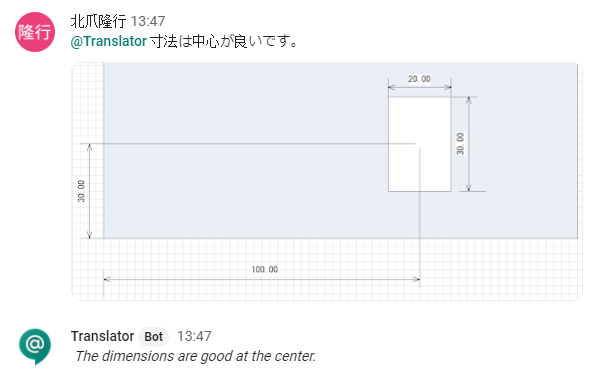 隆行
北爪隆行 13:47
@Translator 寸法は中心が良いです。
20.00
30.00
30.00
100.00
@
Translator Bot 13:47
The dimensions are good at the center.